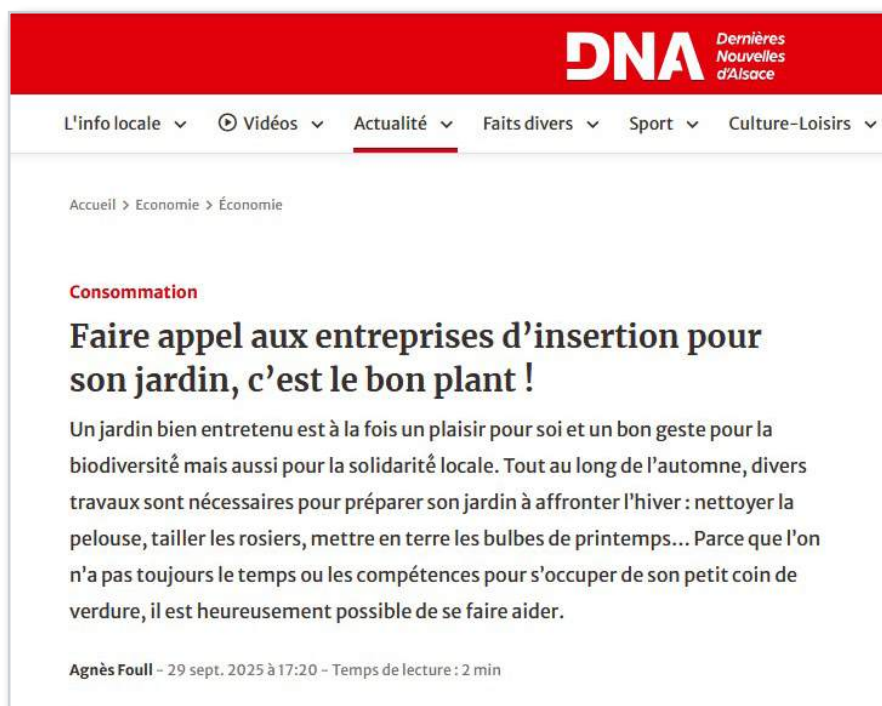 DNA Dernières
Nouvelles
d'Alsace
L'info locale Vidéos Actualité Faits divers Sport Culture-Loisirs
Accueil > Economie > Économie
Consommation
Faire appel aux entreprises d’insertion pour
son jardin, c’est le bon plant !
Un jardin bien entretenu est à la fois un plaisir pour soi et un bon geste pour la
biodiversité mais aussi pour la solidarité locale. Tout au long de l’automne, divers
travaux sont nécessaires pour préparer son jardin à affronter l’hiver : nettoyer la
pelouse, tailler les rosiers, mettre en terre les bulbes de printemps… Parce que l’on
n’a pas toujours le temps ou les compétences pour s’occuper de son petit coin de
verdure, il est heureusement possible de se faire aider.
Agnès Foull - 29 sept. 2025 à 17:20 - Temps de lecture : 2 min